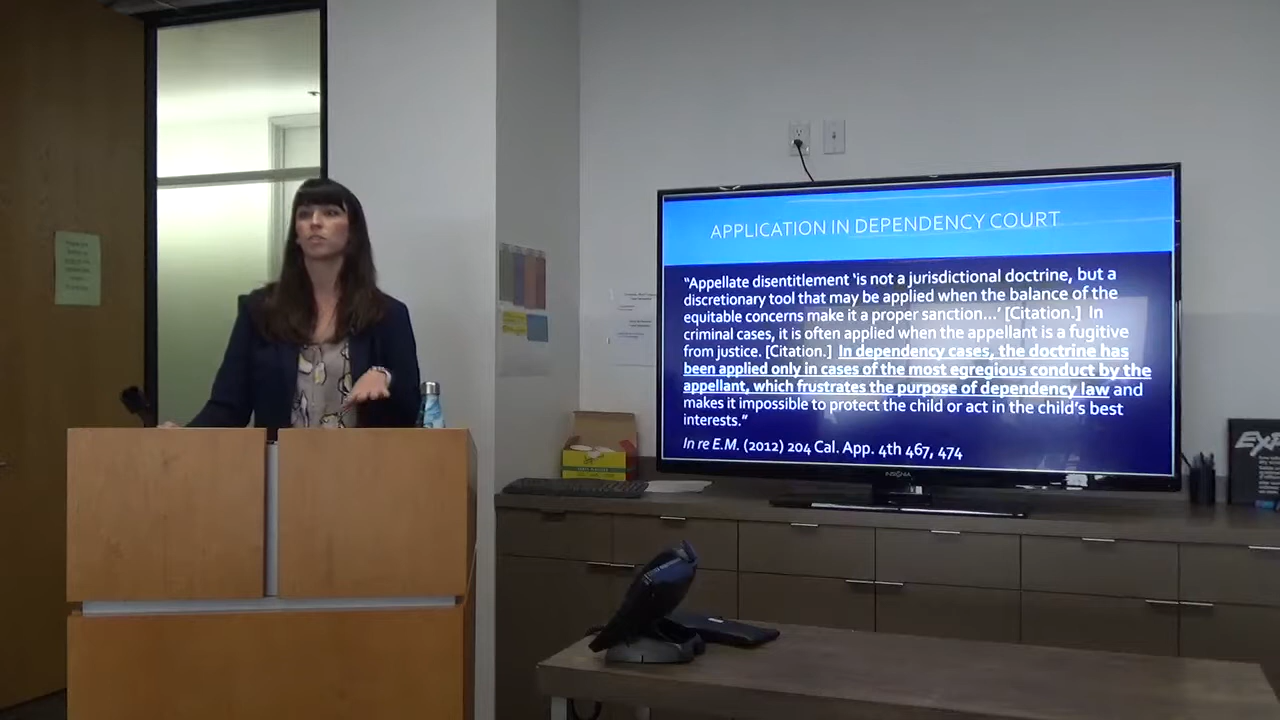 APPLICATION IN DEPENDENCY COURT
"Appellate disentitlement 'is not a jurisdictional doctrine, but a
discretionary tool that may be applied when the balance of the
equitable concerns make it a proper sanction…' [Citation.] In
criminal cases, it is often applied when the appellant is a fugitive
from justice. [Citation.] In dependency cases, the doctrine has
been applied only in cases of the most egregious conduct by the
appellant, which frustrates the purpose of dependency law and
makes it impossible to protect the child or act in the child's best
interests."
In re E.M. (2012) 204 Cal. App. 4th 467, 474
INSIGNIA